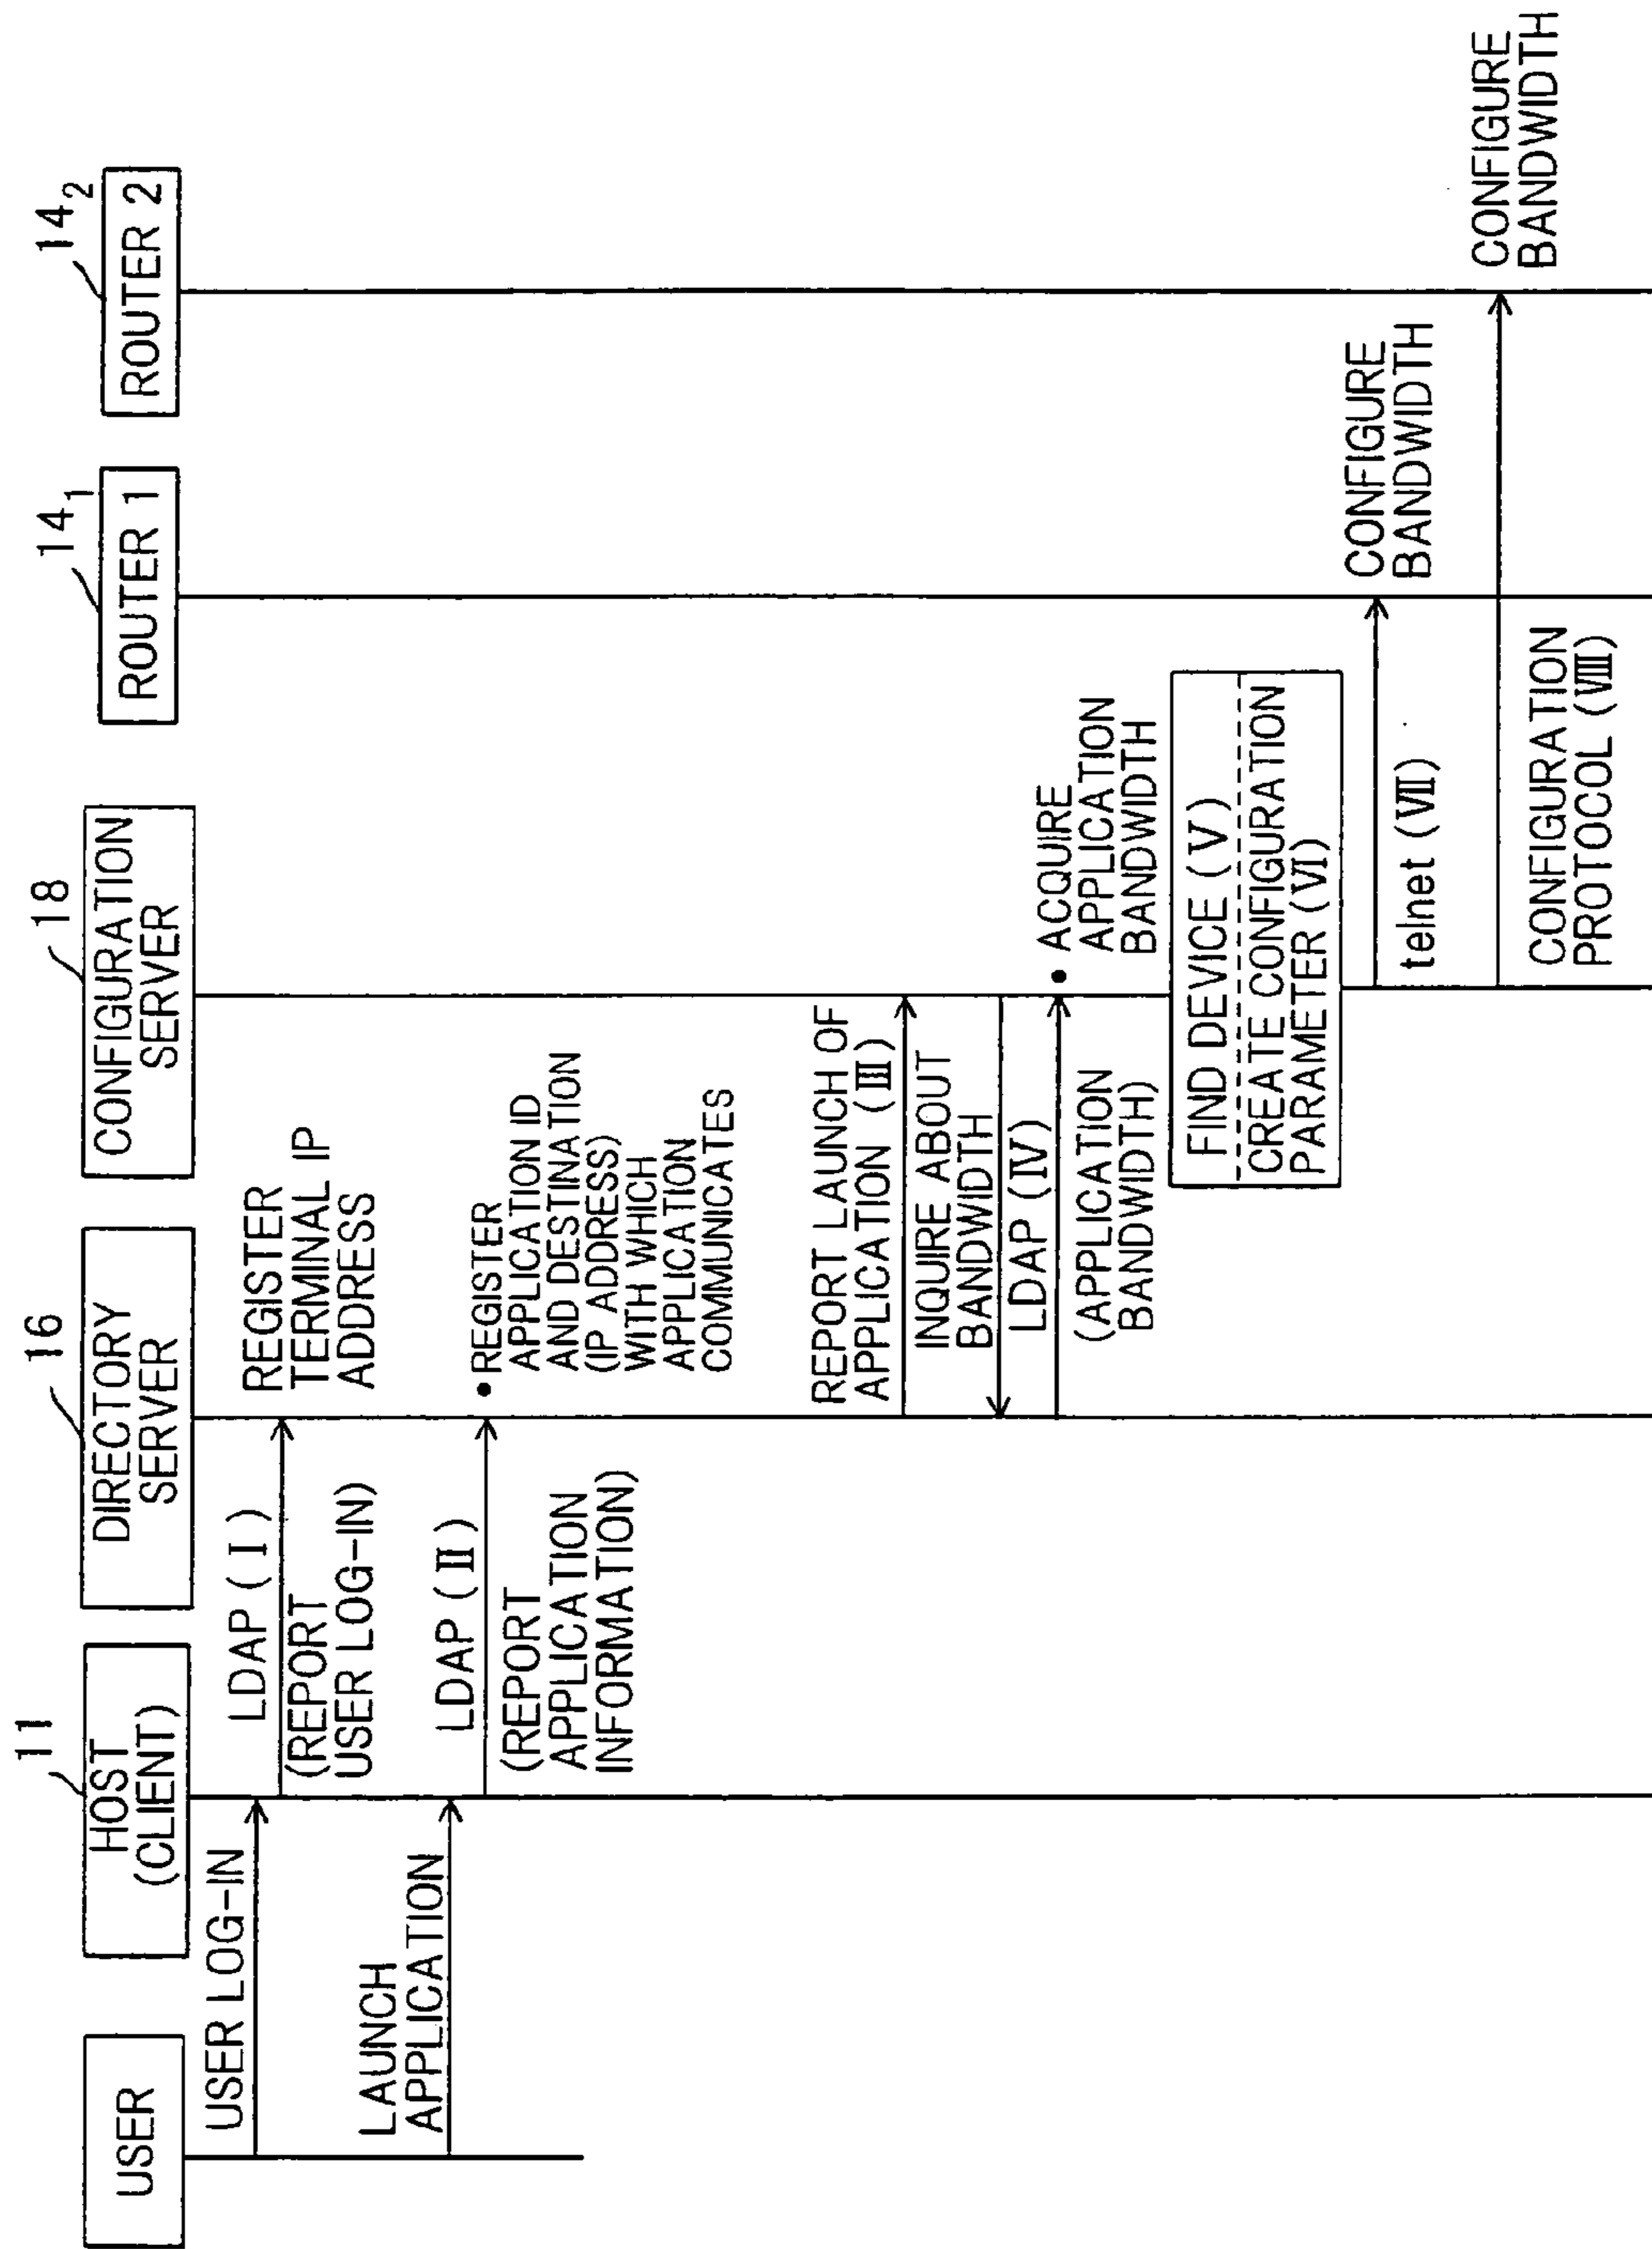 USER
11
HOST
(CLIENT)
16
DIRECTORY
SERVER
18
CONFIGURATION
SERVER
14₁
ROUTER 1
14₂
ROUTER 2
USER LOG-IN
LDAP ( I )
(REPORT
USER LOG-IN)
REGISTER
TERMINAL IP
ADDRESS
LAUNCH
APPLICATION
LDAP ( II )
(REPORT
APPLICATION
INFORMATION)
• REGISTER
APPLICATION ID
AND DESTINATION
(IP ADDRESS)
WITH WHICH
APPLICATION
COMMUNICATES
REPORT LAUNCH OF
APPLICATION (III)
INQUIRE ABOUT
BANDWIDTH
LDAP (IV)
(APPLICATION
BANDWIDTH)
• ACQUIRE
APPLICATION
BANDWIDTH
FIND DEVICE (V)
CREATE CONFIGURATION
PARAMETER (VI)
telnet (VII)
CONFIGURE
BANDWIDTH
CONFIGURATION
PROTOCOL (VIII)
CONFIGURE
BANDWIDTH